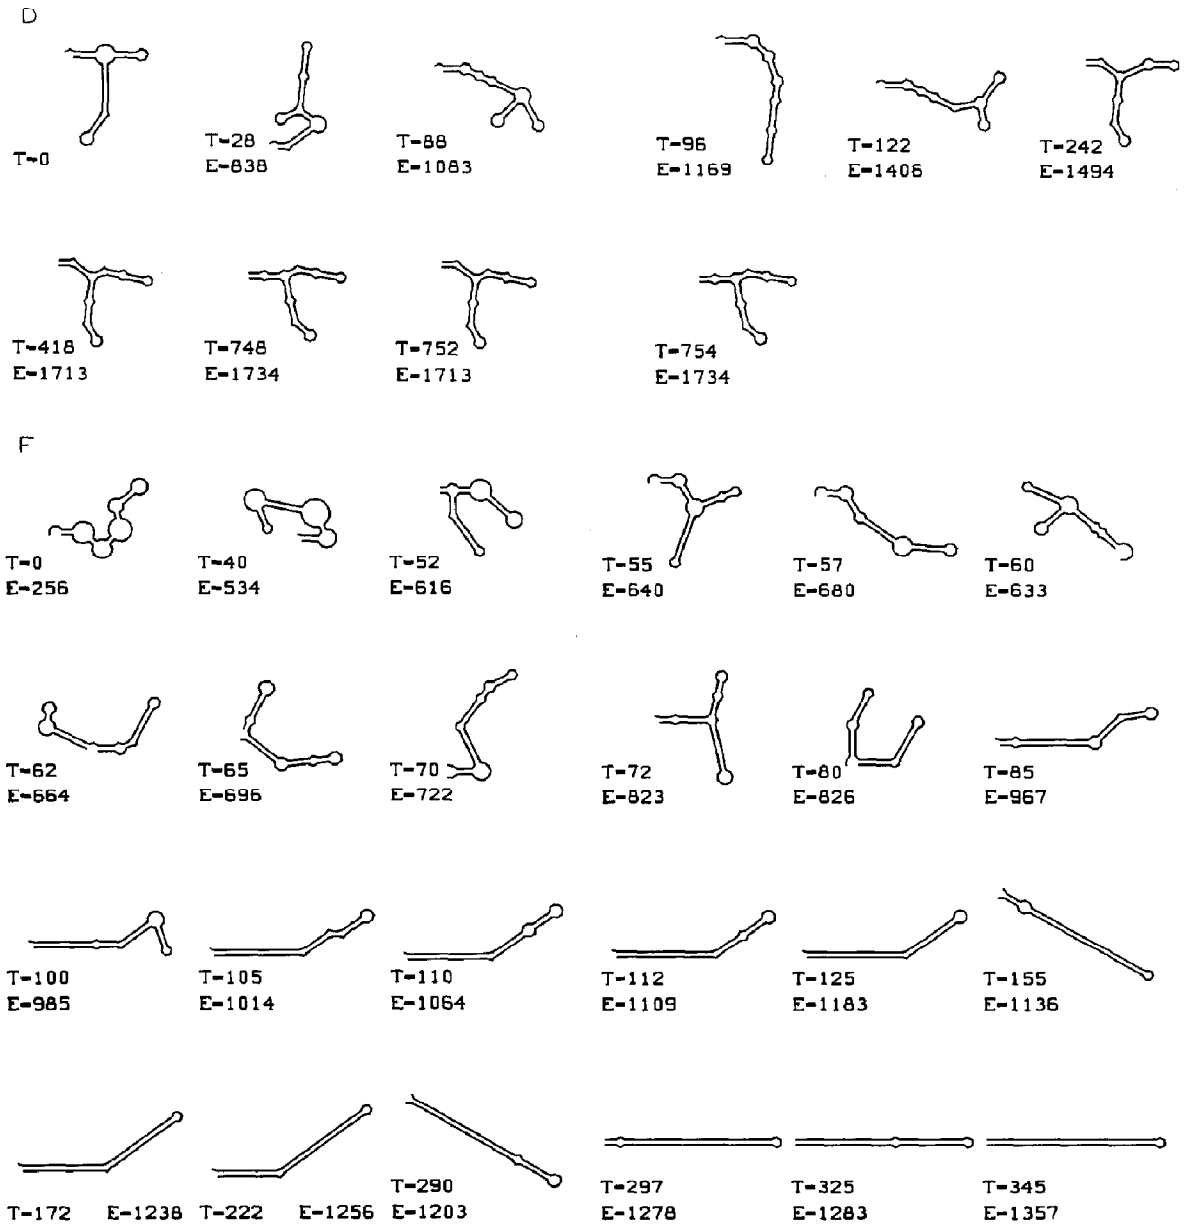 D
T=0
T=28
E=838
T=88
E=1083
T=96
E=1169
T=122
E=1408
T=242
E=1494
T=418
E=1713
T=748
E=1734
T=752
E=1713
T=754
E=1734
F
T=0
E=256
T=40
E=534
T=52
E=616
T=55
E=640
T=57
E=680
T=60
E=633
T=62
E=664
T=65
E=696
T=70
E=722
T=72
E=823
T=80
E=826
T=85
E=967
T=100
E=985
T=105
E=1014
T=110
E=1064
T=112
E=1109
T=125
E=1183
T=155
E=1136
T=172 E=1238
T=222 E=1256
T=290
E=1203
T=297
E=1278
T=325
E=1283
T=345
E=1357